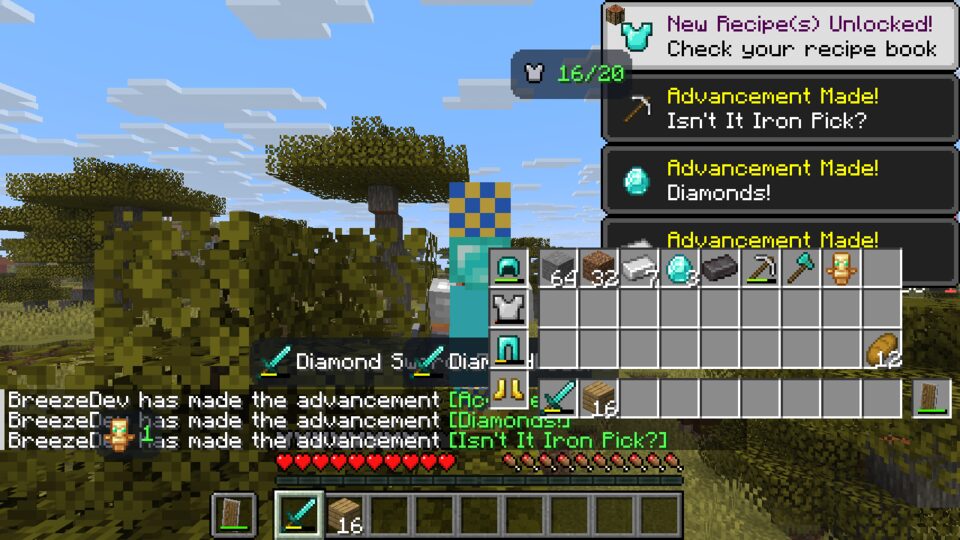 New Recipe(s) Unlocked!
Check your recipe book
16/20
Advancement Made!
Isn't It Iron Pick?
Advancement Made!
Diamonds!
Advancement Made!
64
32
7
3
12
16
Diamond
BreezeDev has made the advancement
BreezeDev has made the advancement [Diamonds!]
BreezeDev has made the advancement [Isn't It Iron Pick?]
1
16